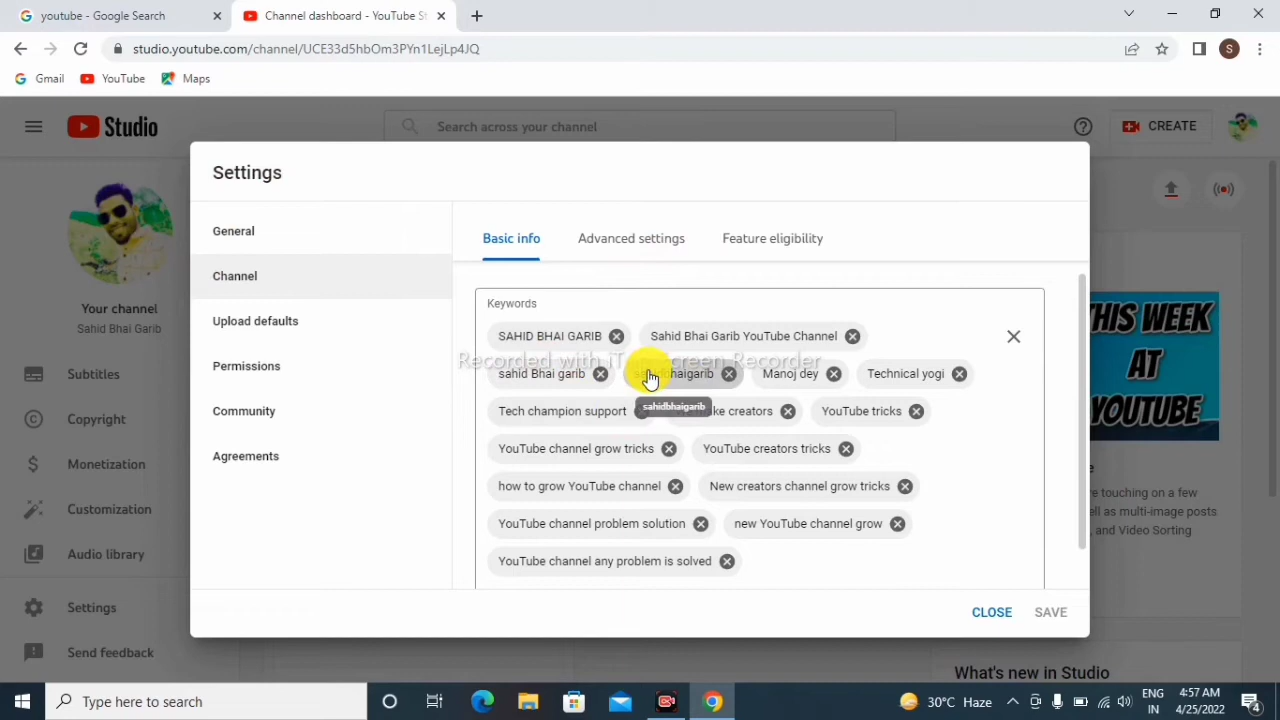 youtube - Google Search
Channel dashboard - YouTube St
studio.youtube.com/channel/UCE33d5hbOm3PYn1LejLp4JQ
S
Gmail
YouTube
Maps
Studio
Search across your channel
CREATE
Settings
General
Channel
Upload defaults
Permissions
Community
Agreements
Basic info
Advanced settings
Feature eligibility
Keywords
SAHID BHAI GARIB
Sahid Bhai Garib YouTube Channel
Recorded with iTop Screen Recorder
sahid Bhai garib
sahidbhaigarib
Manoj dey
Technical yogi
sahidbhaigarib
Tech champion support
ke creators
YouTube tricks
YouTube channel grow tricks
YouTube creators tricks
how to grow YouTube channel
New creators channel grow tricks
YouTube channel problem solution
new YouTube channel grow
YouTube channel any problem is solved
CLOSE
SAVE
Your channel
Sahid Bhai Garib
Subtitles
Copyright
Monetization
Customization
Audio library
Settings
Send feedback
THIS WEEK
AT
YOUTUBE
e
re touching on a few
ell as multi-image posts
, and Video Sorting
What's new in Studio
Type here to search
30°C Haze
ENG
IN
4:57 AM
4/25/2022
4